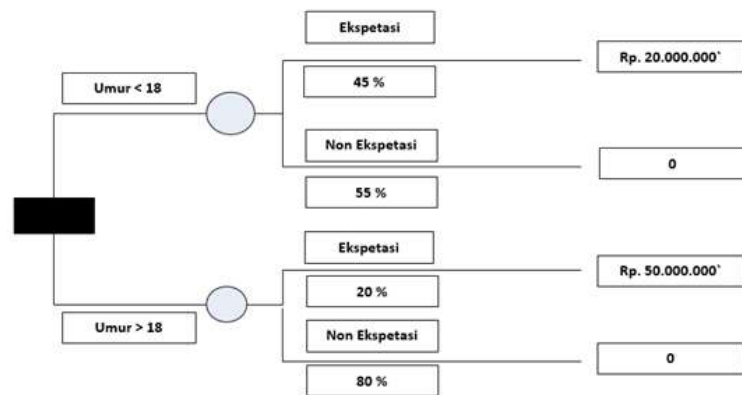 Ekspetasi
Rp. 20.000.000`
Umur < 18
45 %
Non Ekspetasi
0
55 %
Ekspetasi
Rp. 50.000.000`
20 %
Umur > 18
Non Ekspetasi
0
80 %